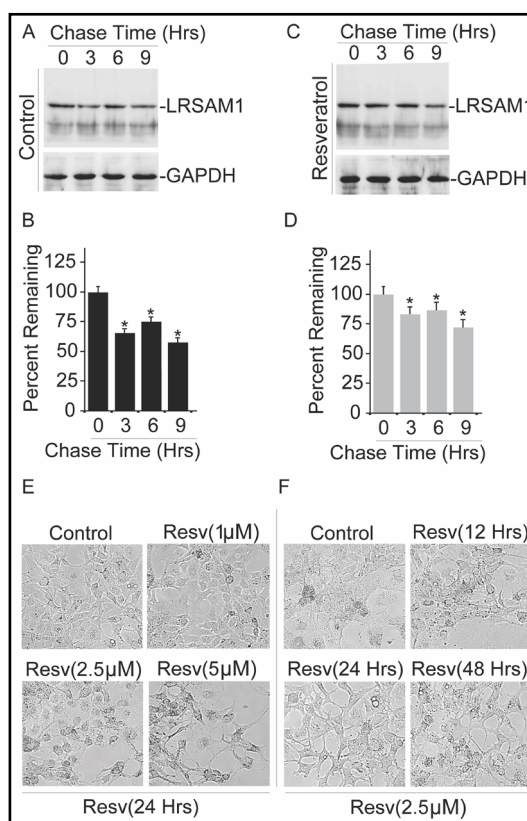 A
Chase Time (Hrs)
0 3 6 9
Control
-LRSAM1
-GAPDH
B
Percent Remaining
125
100
75
50
25
0
*
*
*
0 3 6 9
Chase Time (Hrs)
C
Chase Time (Hrs)
0 3 6 9
Resveratrol
-LRSAM1
-GAPDH
D
Percent Remaining
125
100
75
50
25
0
*
*
*
0 3 6 9
Chase Time (Hrs)
E
Control Resv(1µM)
Resv(2.5µM) Resv(5µM)
Resv(24 Hrs)
F
Control Resv(12 Hrs)
Resv(24 Hrs) Resv(48 Hrs)
Resv(2.5µM)